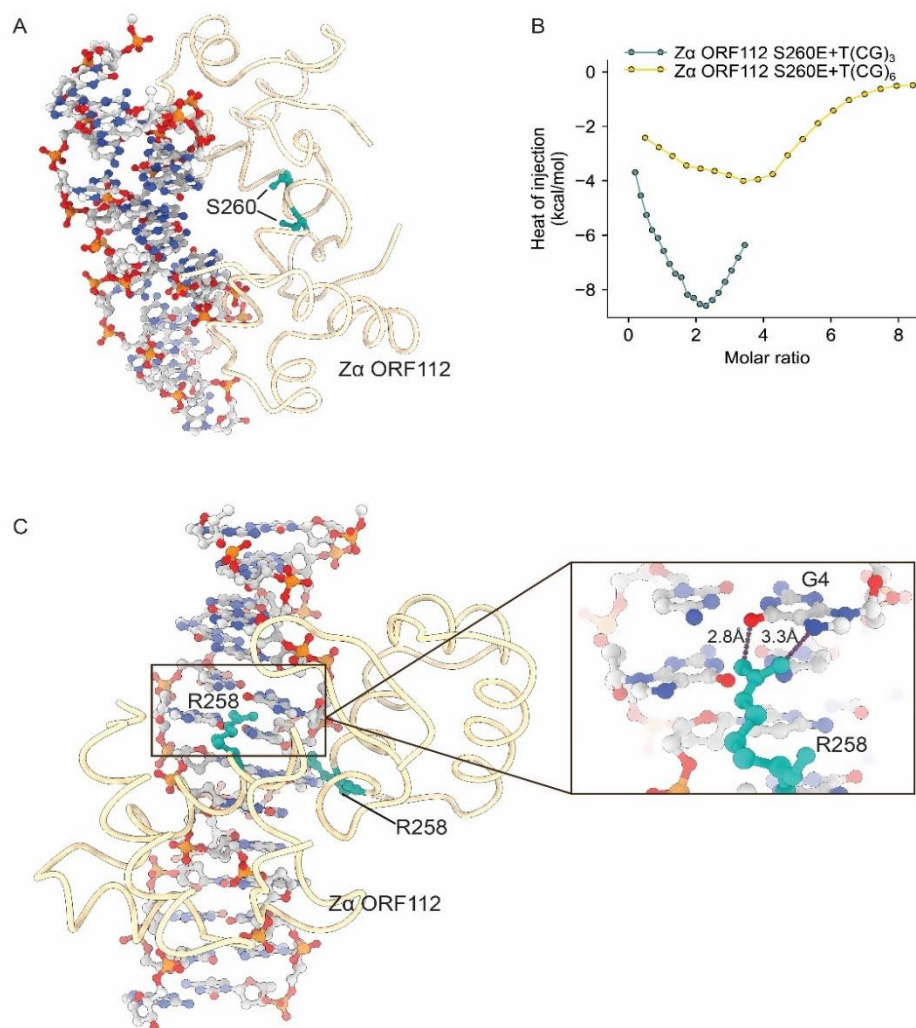 A
S260
Zα ORF112
B
Zα ORF112 S260E+T(CG)₃
Zα ORF112 S260E+T(CG)₆
Heat of injection
(kcal/mol)
0
−2
−4
−6
−8
0 2 4 6 8
Molar ratio
C
R258
R258
Zα ORF112
G4
2.8Å 3.3Å
R258